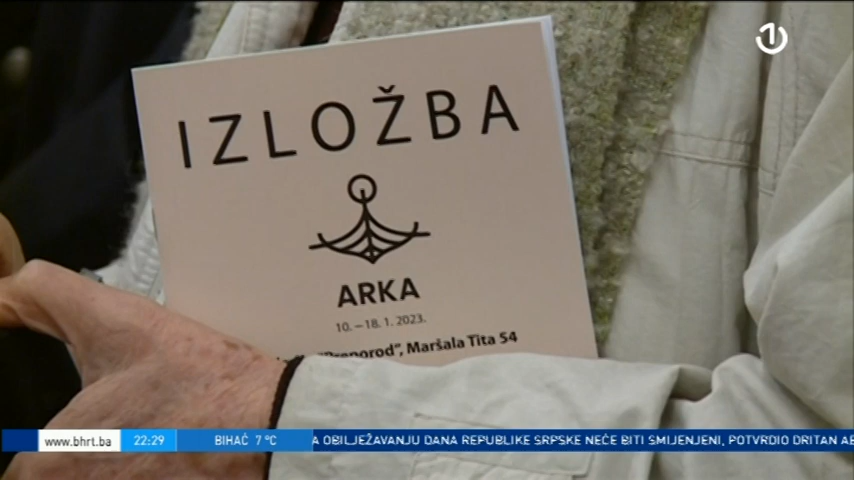 IZLOŽBA
ARKA
10. – 18. 1. 2023.
"Preporod", Maršala Tita 54
www.bhrt.ba
22:29
BIHAĆ 7 °C
A OBILJEŽAVANJU DANA REPUBLIKE SRPSKE NEĆE BITI SMIJENJENI, POTVRDIO DRITAN